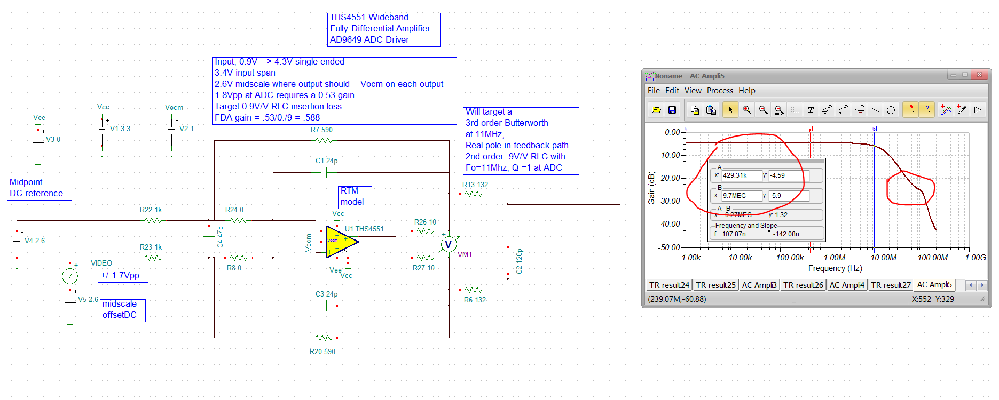 THS4551 Wideband
Fully-Differential Amplifier
AD9649 ADC Driver
Input, 0.9V --> 4.3V single ended
3.4V input span
2.6V midscale where output should = Vocm on each output
1.8Vpp at ADC requires a 0.53 gain
Target 0.9V/V RLC insertion loss
FDA gain = .53/0./9 = .588
Will target a
3rd order Butterworth
at 11MHz,
Real pole in feedback path
2nd order .9V/V RLC with
Fo=11Mhz, Q =1 at ADC
Vee
V3 0
Vcc
V1 3.3
Vocm
V2 1
Midpoint
DC reference
V4 2.6
R22 1k
R23 1k
C4 47p
R24 0
R8 0
R7 590
C1 24p
RTM
model
Vcc
U1 THS4551
Vocm
Vocm
Vee
Vcc
R26 10
R27 10
V
VM1
R13 132
R6 132
C2 120p
C3 24p
R20 590
VIDEO
+/-1.7Vpp
V5 2.6
midscale
offsetDC
Noname - AC Ampli5
File Edit View Process Help
100%
T
a
b
a
b
Gain (dB)
0.00
-10.00
-20.00
-30.00
-40.00
-50.00
1.00k 10.00k 100.00k 1.00M 10.00M 100.00M 1.00G
Frequency (Hz)
A
x: 429.31k y: -4.59
B
x: 9.7MEG y: -5.9
A - B
x: -9.27MEG y: 1.32
Frequency and Slope
f: 107.87n -142.08n
TR result24 TR result25 AC Ampli3 TR result26 AC Ampli4 TR result27 AC Ampli5
(239.07M,-60.88) X:552 Y:329